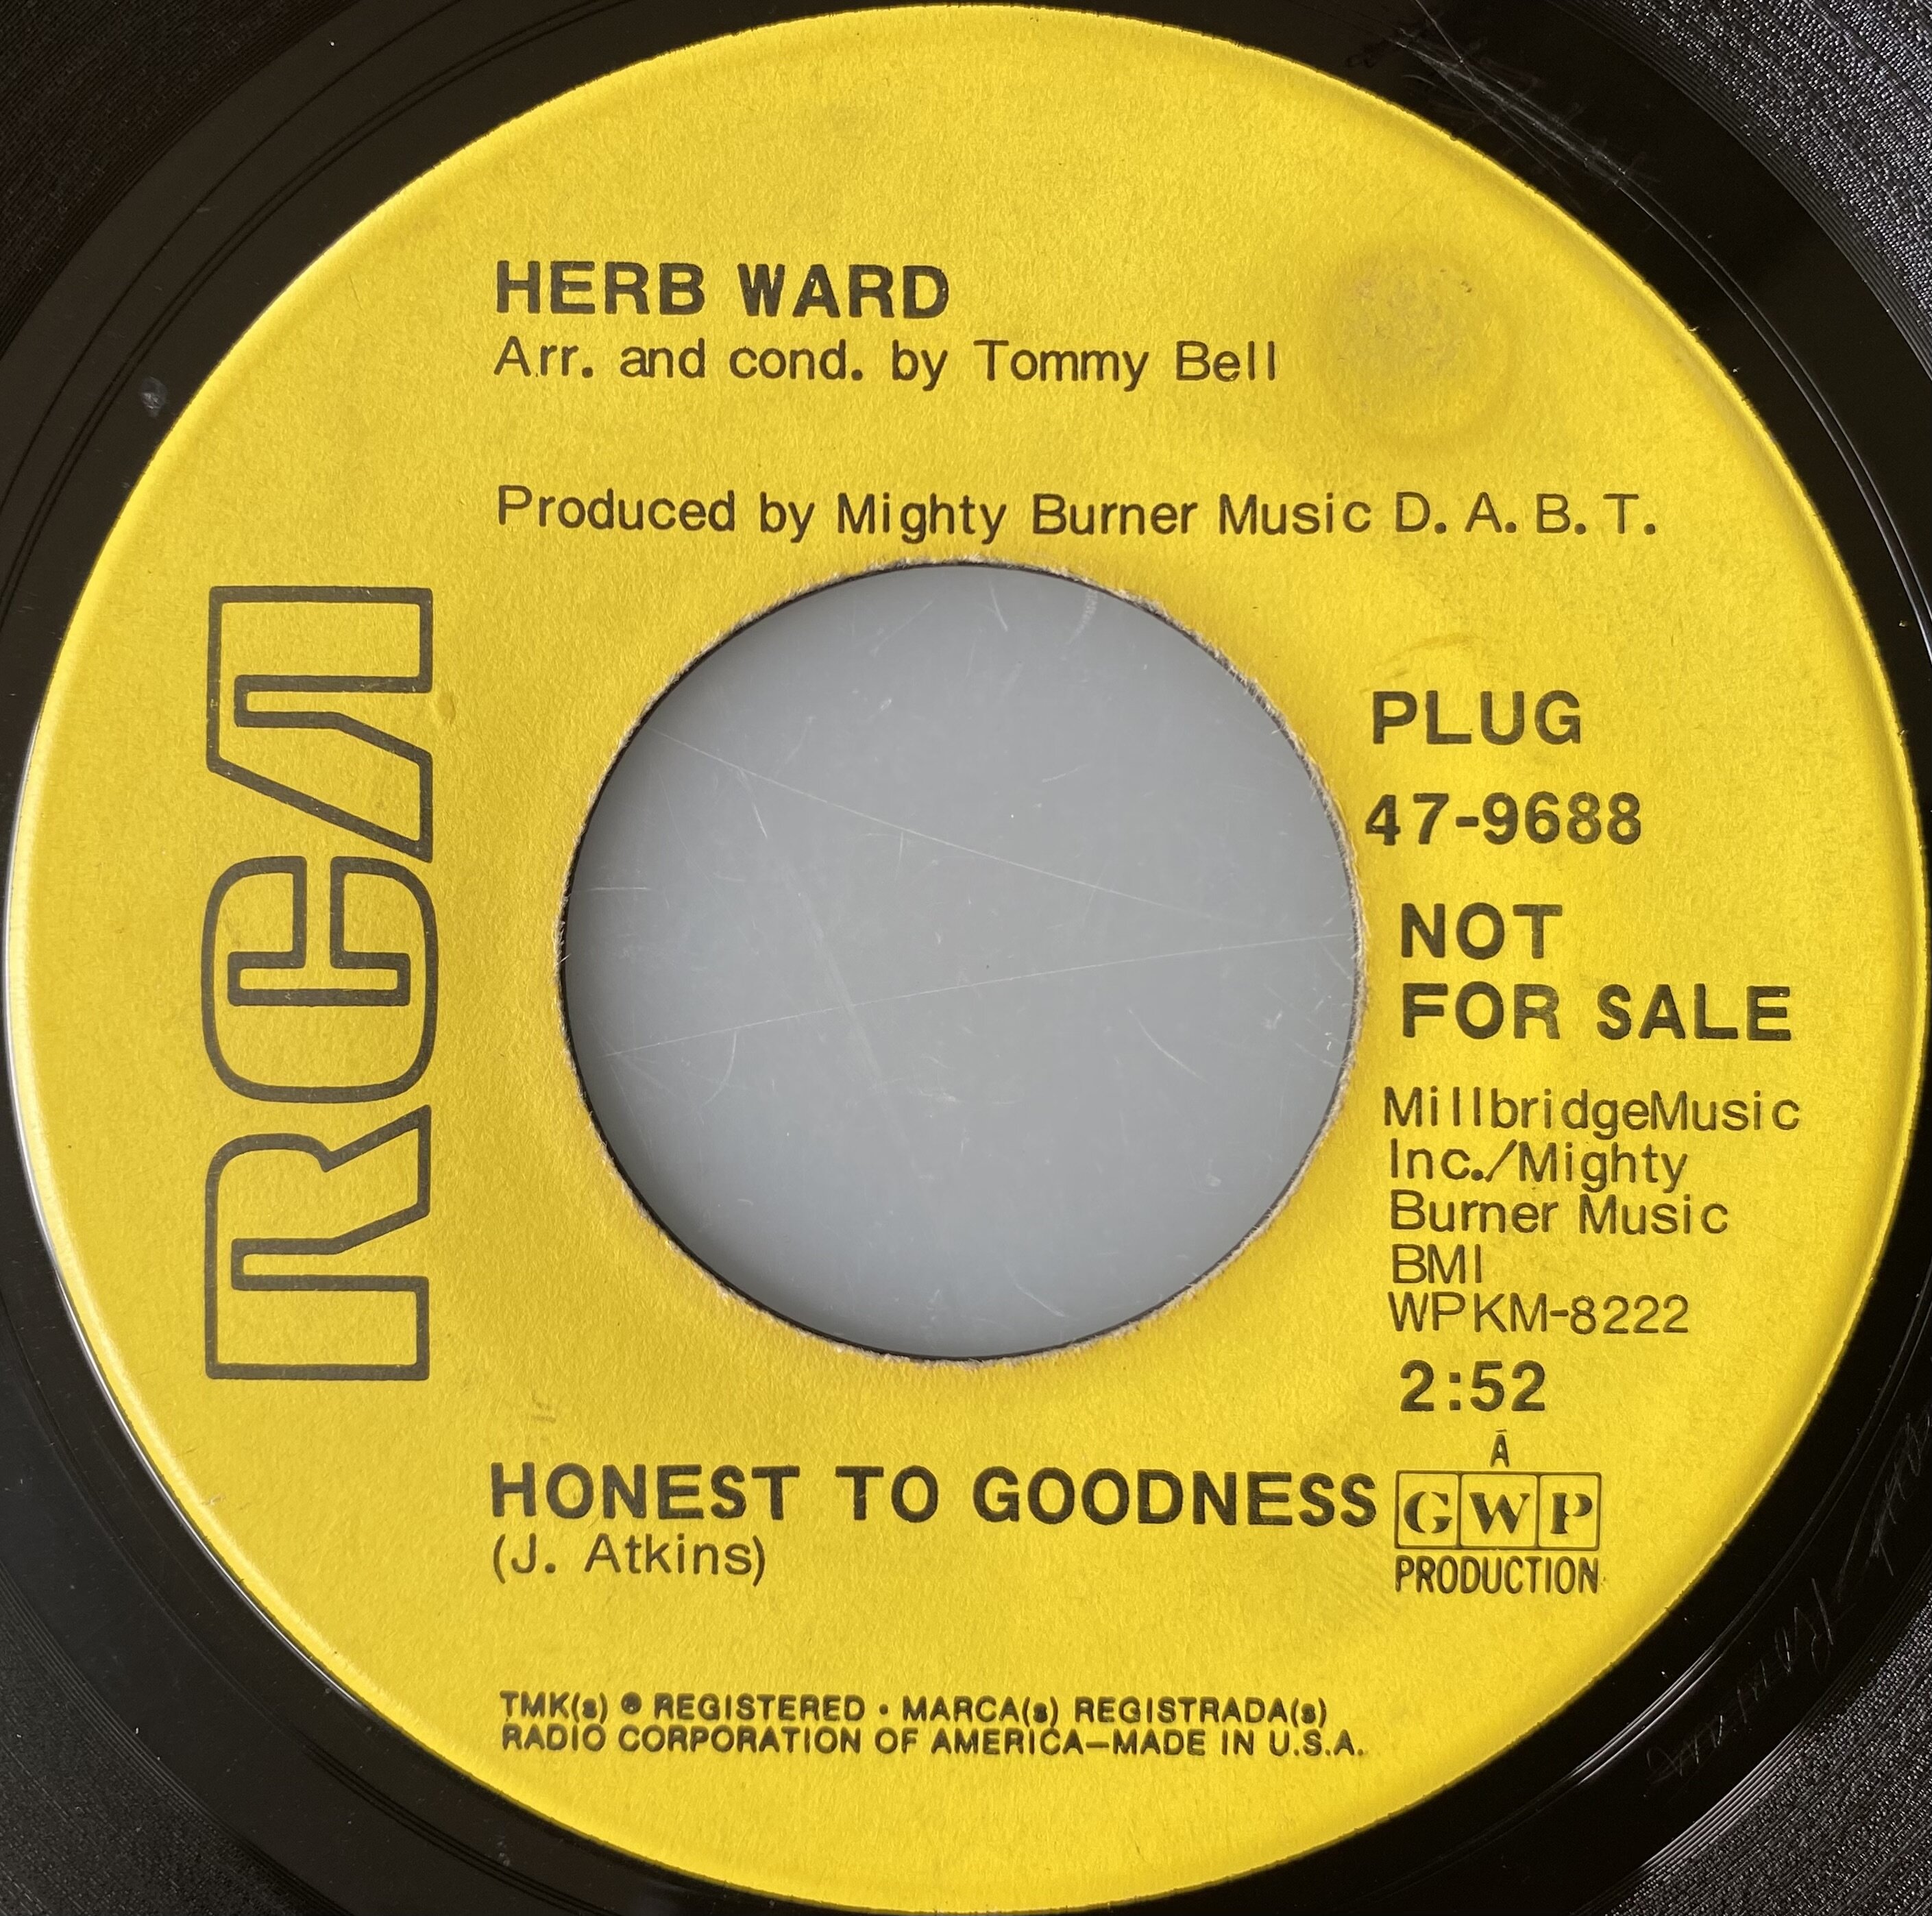 HERB WARD
Arr. and cond. by Tommy Bell
Produced by Mighty Burner Music D. A. B. T.
RCA
PLUG
47-9688
NOT
FOR SALE
MillbridgeMusic
Inc./Mighty
Burner Music
BMI
WPKM-8222
2:52
A
GWP
PRODUCTION
HONEST TO GOODNESS
(J. Atkins)
TMK(s) ® REGISTERED • MARCA(s) REGISTRADA(s)
RADIO CORPORATION OF AMERICA—MADE IN U.S.A.